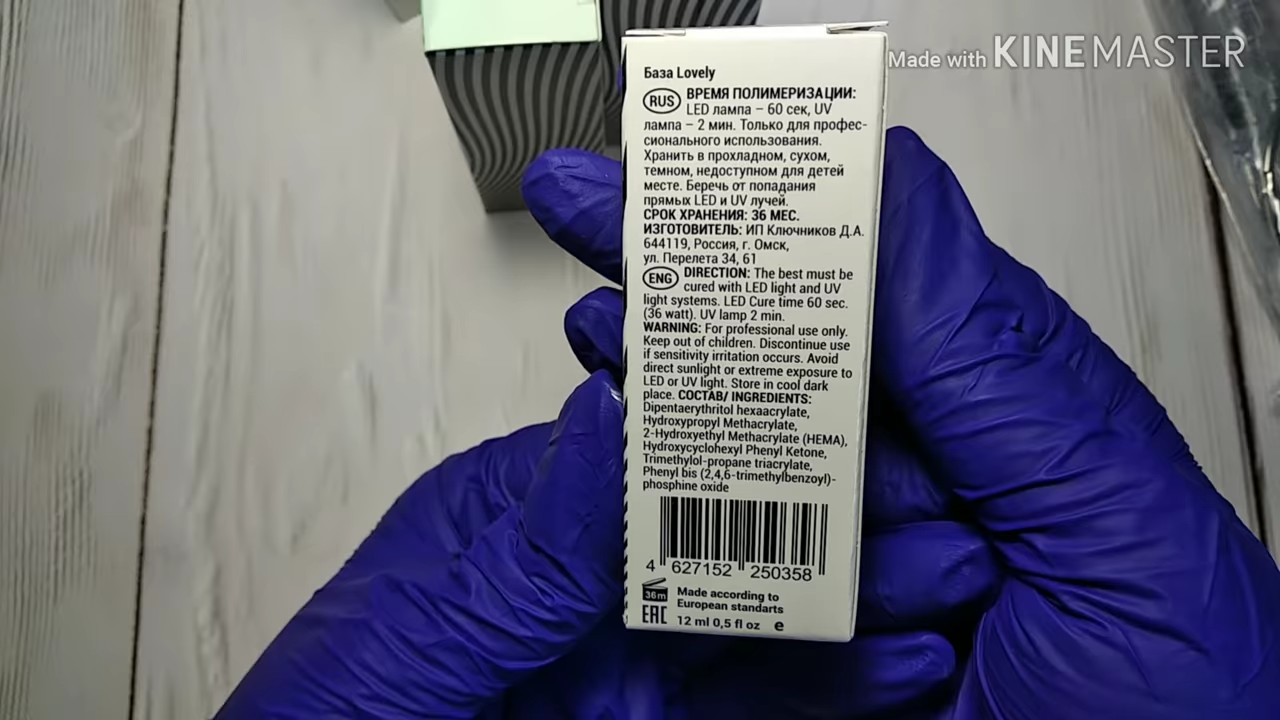 Made with KINEMASTER
База Lovely
RUS ВРЕМЯ ПОЛИМЕРИЗАЦИИ:
LED лампа – 60 сек, UV
лампа – 2 мин. Только для профес-
сионального использования.
Хранить в прохладном, сухом,
темном, недоступном для детей
месте. Беречь от попадания
прямых LED и UV лучей.
СРОК ХРАНЕНИЯ: 36 МЕС.
ИЗГОТОВИТЕЛЬ: ИП Ключников Д.А.
644119, Россия, г. Омск,
ул. Перелета 34, 61
ENG DIRECTION: The best must be
cured with LED light and UV
light systems. LED Cure time 60 sec.
(36 watt). UV lamp 2 min.
WARNING: For professional use only.
Keep out of children. Discontinue use
if sensitivity irritation occurs. Avoid
direct sunlight or extreme exposure to
LED or UV light. Store in cool dark
place. СОСТАВ/ INGREDIENTS:
Dipentaerythritol hexaacrylate,
Hydroxypropyl Methacrylate,
2-Hydroxyethyl Methacrylate (HEMA),
Hydroxycyclohexyl Phenyl Ketone,
Trimethylol-propane triacrylate,
Phenyl bis (2,4,6-trimethylbenzoyl)-
phosphine oxide
4 627152 250358
36m Made according to
European standarts
EAC 12 ml 0,5 fl oz e